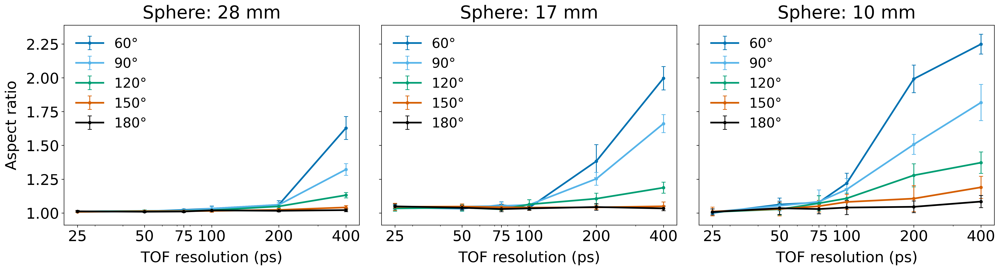 Sphere: 28 mm
Sphere: 17 mm
Sphere: 10 mm
Aspect ratio
2.25
2.00
1.75
1.50
1.25
1.00
60°
90°
120°
150°
180°
60°
90°
120°
150°
180°
60°
90°
120°
150°
180°
25 50 75 100 200 400
25 50 75 100 200 400
25 50 75 100 200 400
TOF resolution (ps)
TOF resolution (ps)
TOF resolution (ps)